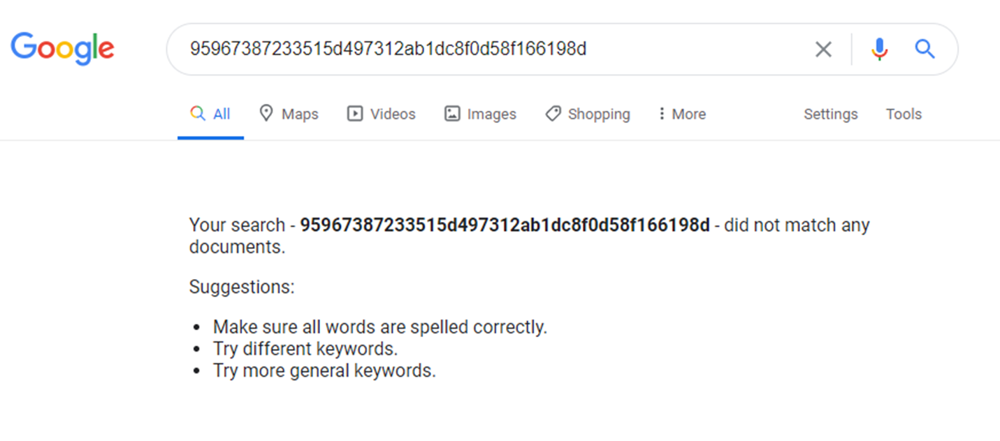 Google
95967387233515d497312ab1dc8f0d58f166198d
All Maps Videos Images Shopping More Settings Tools
Your search - 95967387233515d497312ab1dc8f0d58f166198d - did not match any
documents.
Suggestions:
• Make sure all words are spelled correctly.
• Try different keywords.
• Try more general keywords.